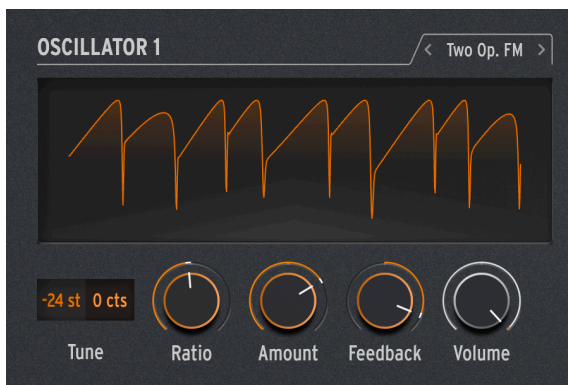 OSCILLATOR 1
< Two Op. FM >
-24 st 0 cts
Tune Ratio Amount Feedback Volume